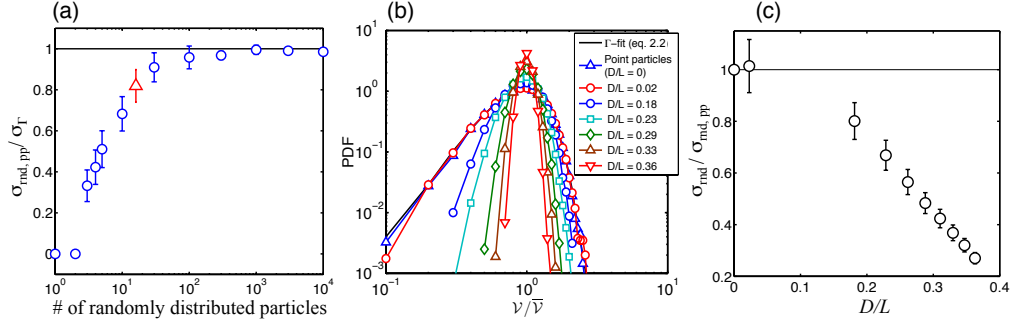 (a)
σrnd, pp/ σΓ
1
0.8
0.6
0.4
0.2
0
10^0
10^1
10^2
10^3
10^4
# of randomly distributed particles
(b)
PDF
10^1
10^0
10^-1
10^-2
10^-3
10^-1
10^0
10^1
𝒱/𝒱̅
Γ-fit (eq. 2.2)
Point particles
(D/L = 0)
D/L = 0.02
D/L = 0.18
D/L = 0.23
D/L = 0.29
D/L = 0.33
D/L = 0.36
(c)
σrnd / σrnd, pp
1
0.8
0.6
0.4
0.2
0
0.1
0.2
0.3
0.4
D/L